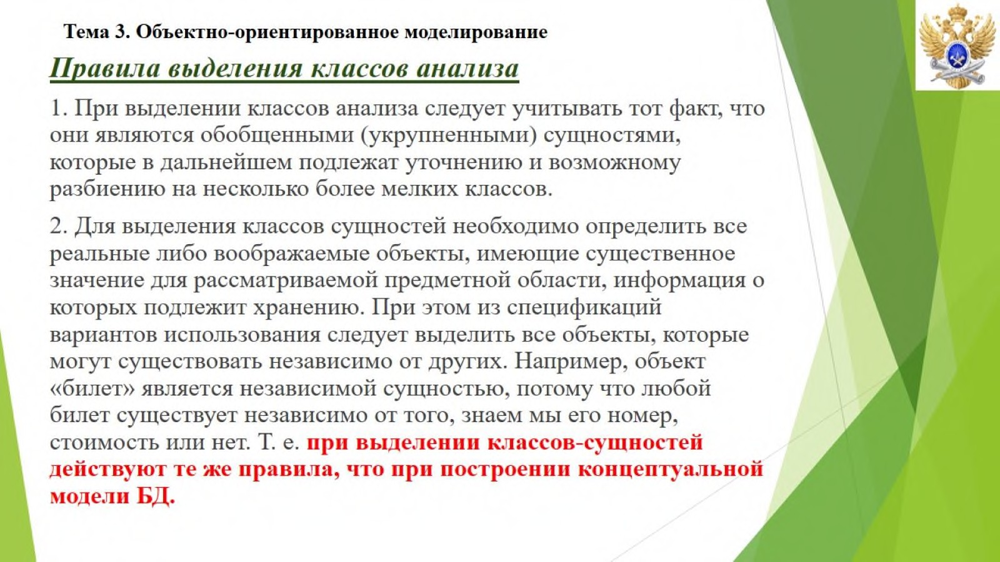 Тема 3. Объектно-ориентированное моделирование
Правила выделения классов анализа
1. При выделении классов анализа следует учитывать тот факт, что
они являются обобщенными (укрупненными) сущностями,
которые в дальнейшем подлежат уточнению и возможному
разбиению на несколько более мелких классов.
2. Для выделения классов сущностей необходимо определить все
реальные либо воображаемые объекты, имеющие существенное
значение для рассматриваемой предметной области, информация о
которых подлежит хранению. При этом из спецификаций
вариантов использования следует выделить все объекты, которые
могут существовать независимо от других. Например, объект
«билет» является независимой сущностью, потому что любой
билет существует независимо от того, знаем мы его номер,
стоимость или нет. Т. е. при выделении классов-сущностей
действуют те же правила, что при построении концептуальной
модели БД.